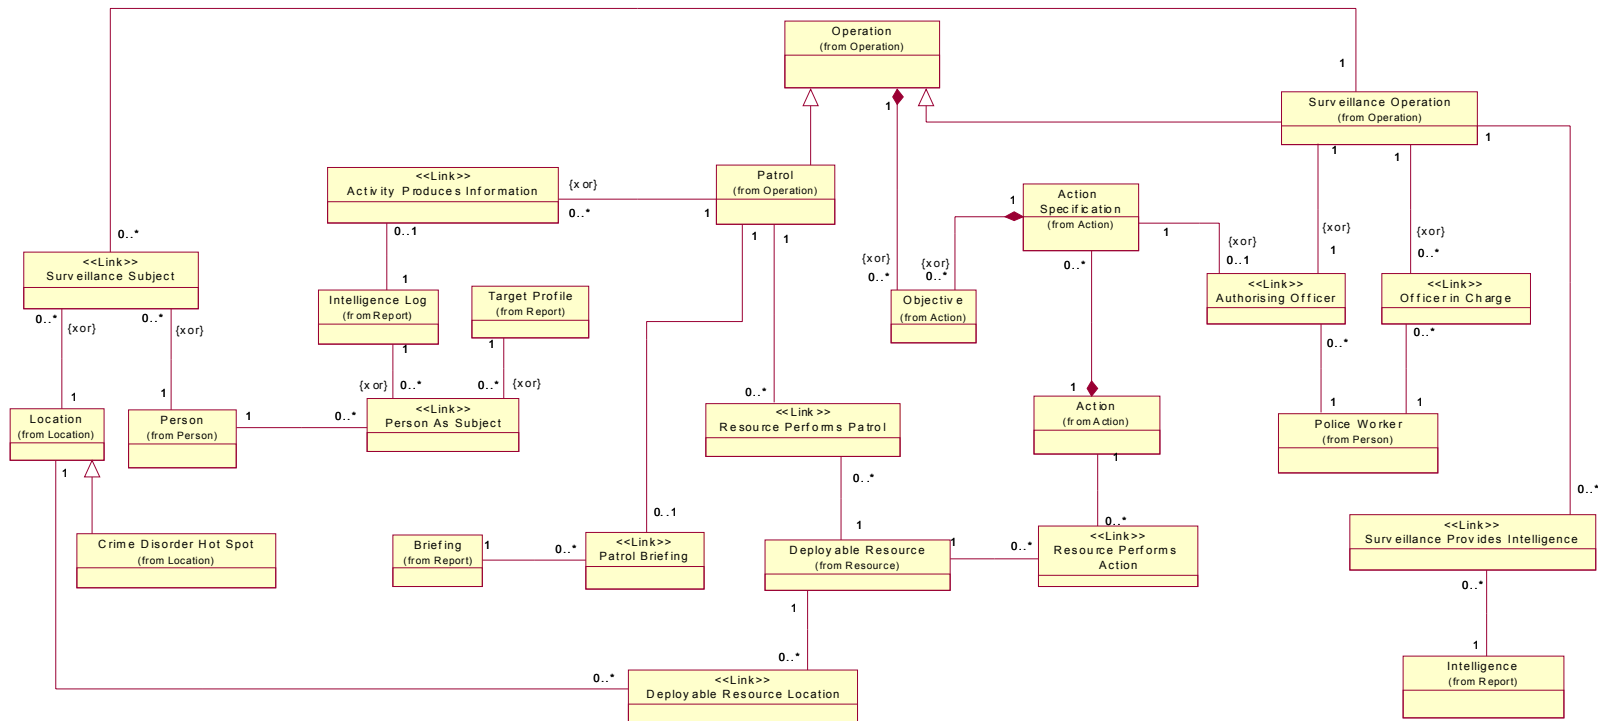 Operation
(from Operation)
1
1
Surveillance Operation
(from Operation)
1
1
1
<<Link>>
Activity Produces Information
{xor}
0..*
Patrol
(from Operation)
1
1
1
0..1
1
Action
Specification
(from Action)
1
{xor}
0..1
0..*
{xor}
1
{xor}
0..*
0..*
<<Link>>
Surveillance Subject
0..*
{xor}
0..*
{xor}
1
Intelligence Log
(from Report)
1
Target Profile
(from Report)
1
{xor}
0..*
{xor}
0..*
Objective
(from Action)
<<Link>>
Authorising Officer
0..*
<<Link>>
Officer in Charge
0..*
{xor}
0..*
0..*
{xor}
1
1
Location
(from Location)
1
Person
(from Person)
1
0..*
<<Link>>
Person As Subject
0..*
<<Link>>
Resource Performs Patrol
0..*
1
Action
(from Action)
1
1
1
Police Worker
(from Person)
0..*
0..1
1
0..*
Crime Disorder Hot Spot
(from Location)
Briefing
(from Report)
1
0..*
<<Link>>
Patrol Briefing
Deployable Resource
(from Resource)
1
0..*
<<Link>>
Resource Performs
Action
<<Link>>
Surveillance Provides Intelligence
0..*
1
0..*
1
0..*
<<Link>>
Deployable Resource Location
Intelligence
(from Report)